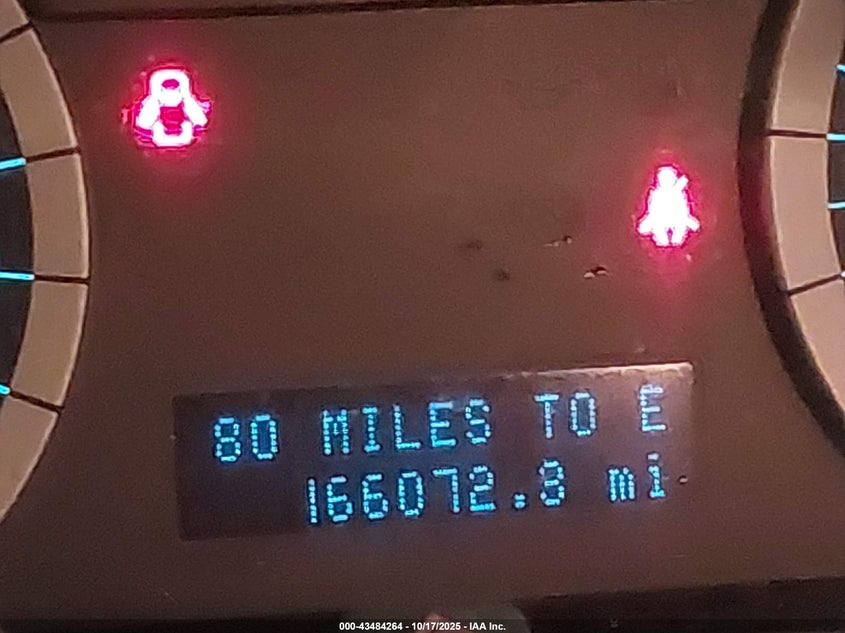 80 MILES TO E
166072.8 mi
000-43484264 - 10/17/2025 - IAA Inc.